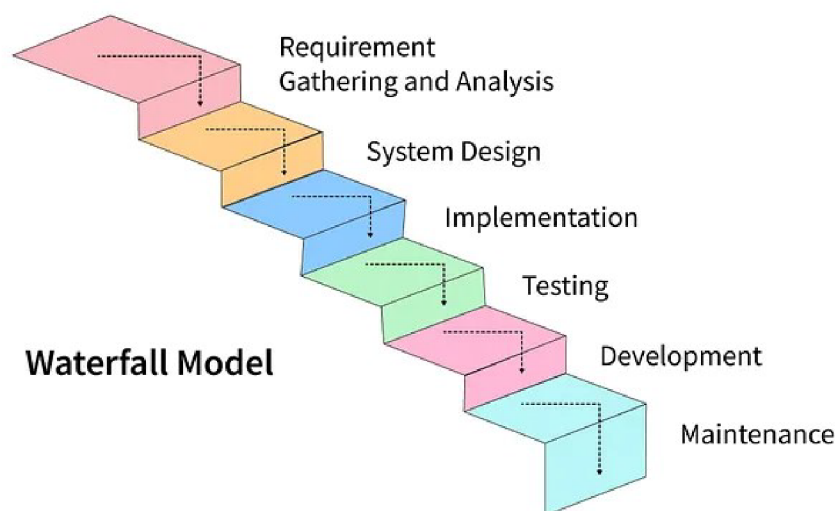 Requirement
Gathering and Analysis
System Design
Implementation
Testing
Waterfall Model
Development
Maintenance